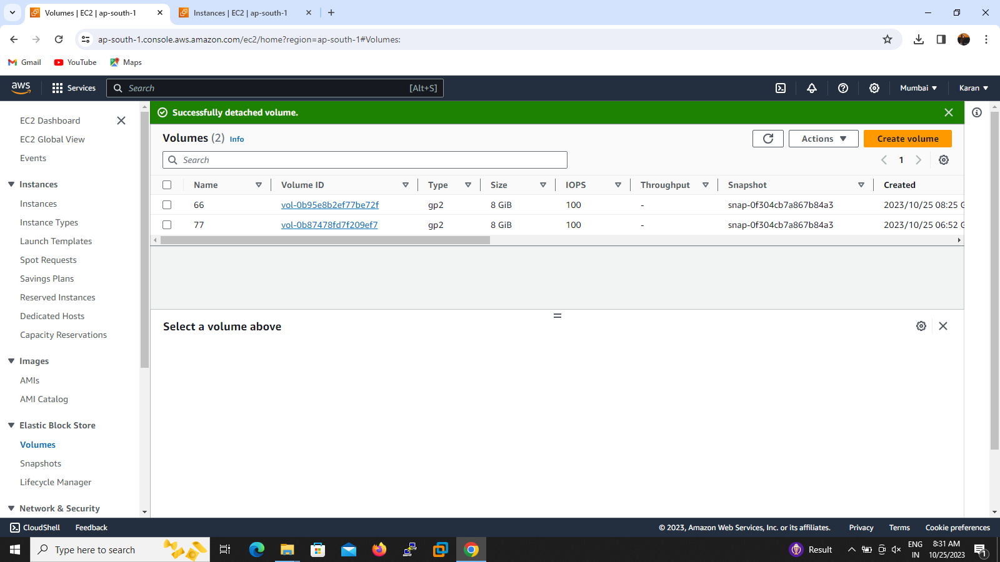 Volumes | EC2 | ap-south-1
Instances | EC2 | ap-south-1
ap-south-1.console.aws.amazon.com/ec2/home?region=ap-south-1#Volumes:
Gmail
YouTube
Maps
aws
Services
Search
[Alt+S]
Mumbai
Karan
EC2 Dashboard
EC2 Global View
Events
Instances
Instances
Instance Types
Launch Templates
Spot Requests
Savings Plans
Reserved Instances
Dedicated Hosts
Capacity Reservations
Images
AMIs
AMI Catalog
Elastic Block Store
Volumes
Snapshots
Lifecycle Manager
Network & Security
Successfully detached volume.
Volumes (2) Info
Actions
Create volume
Search
1
Name Volume ID Type Size IOPS Throughput Snapshot Created
66 vol-0b95e8b2ef77be72f gp2 8 GiB 100 - snap-0f304cb7a867b84a3 2023/10/25 08:25 G
77 vol-0b87478fd7f209ef7 gp2 8 GiB 100 - snap-0f304cb7a867b84a3 2023/10/25 06:52 G
Select a volume above
CloudShell
Feedback
© 2023, Amazon Web Services, Inc. or its affiliates.
Privacy
Terms
Cookie preferences
Type here to search
Result
ENG
IN
8:31 AM
10/25/2023
1